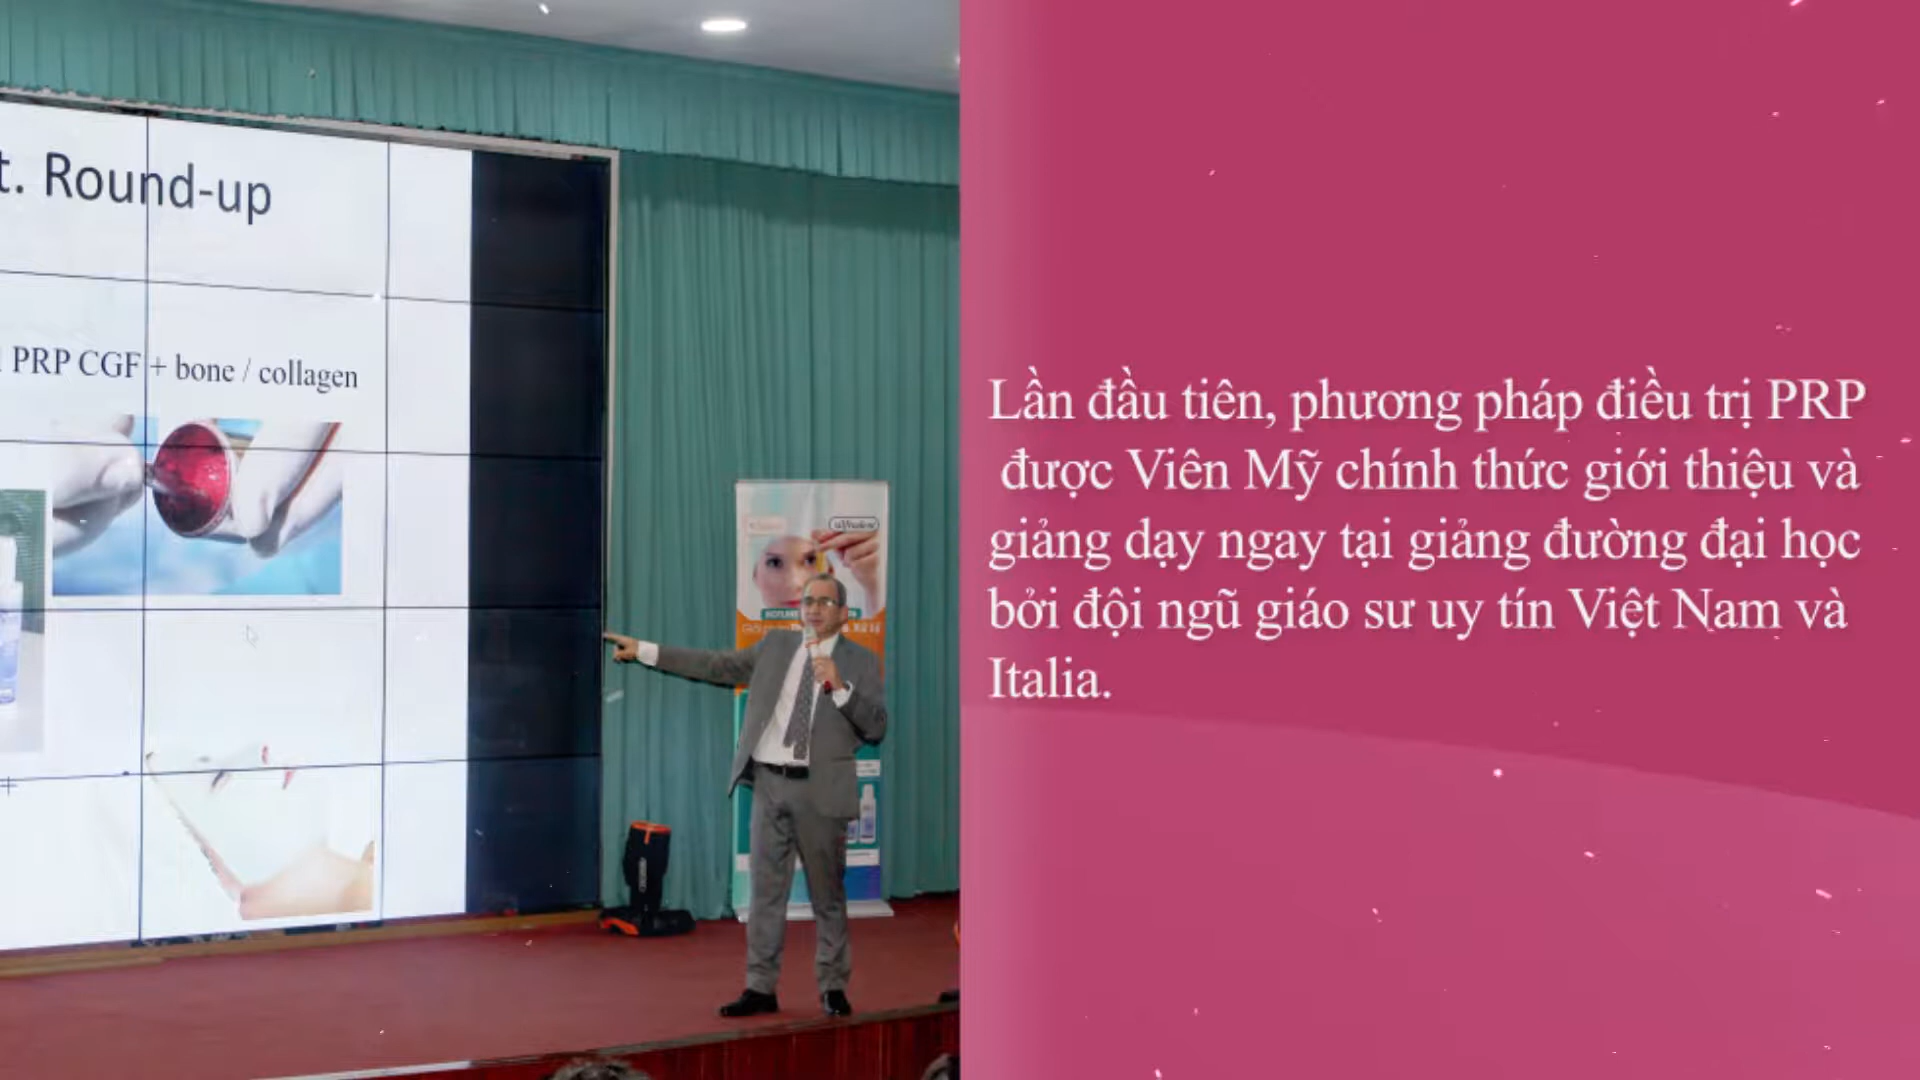 t. Round-up
PRP CGF + bone / collagen
HOTLINE
Lần đầu tiên, phương pháp điều trị PRP
được Viên Mỹ chính thức giới thiệu và
giảng dạy ngay tại giảng đường đại học
bởi đội ngũ giáo sư uy tín Việt Nam và
Italia.